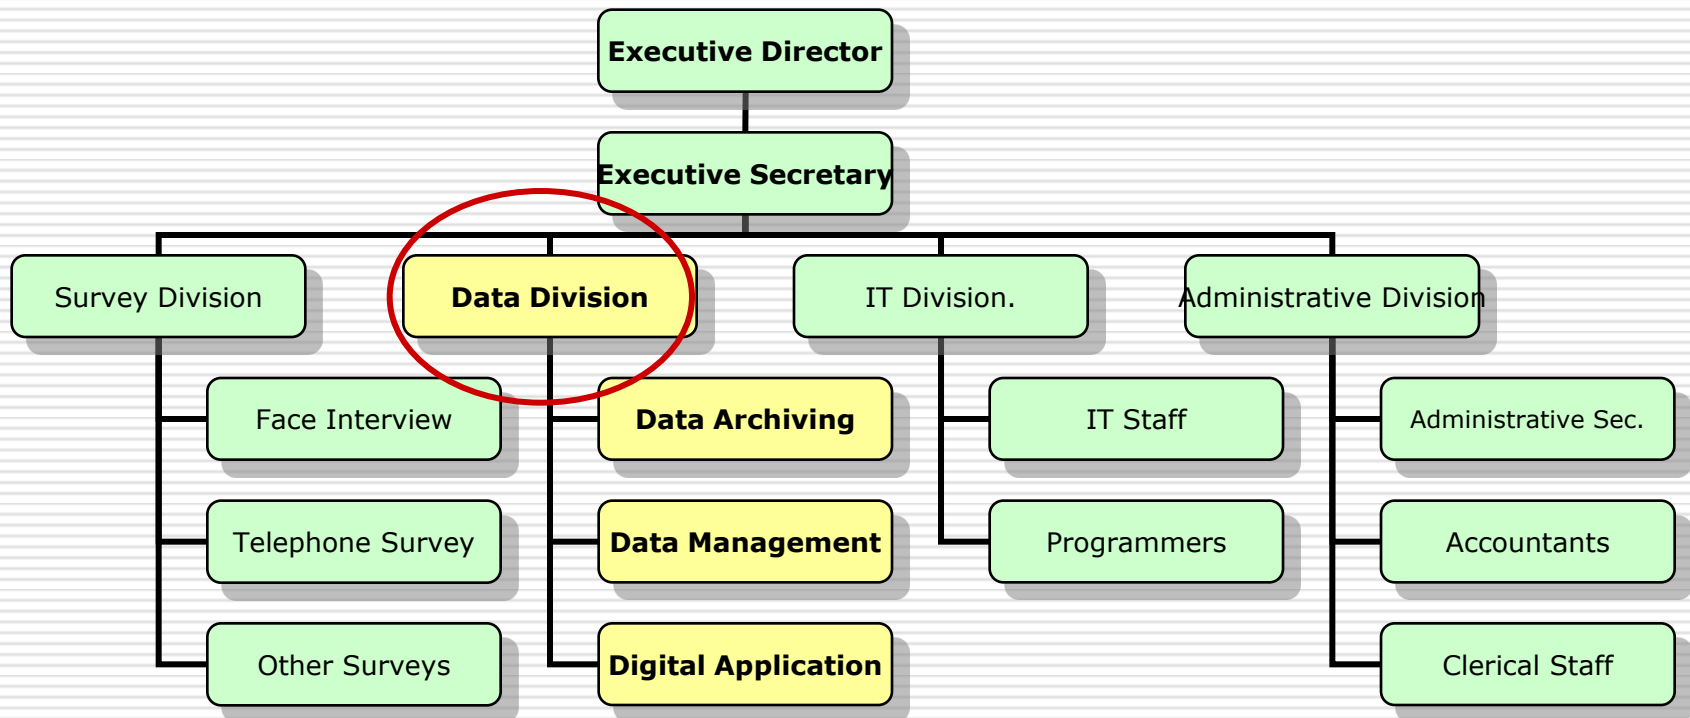 Executive Director
Executive Secretary
Survey Division
Data Division
IT Division.
Administrative Division
Face Interview
Data Archiving
IT Staff
Administrative Sec.
Telephone Survey
Data Management
Programmers
Accountants
Other Surveys
Digital Application
Clerical Staff